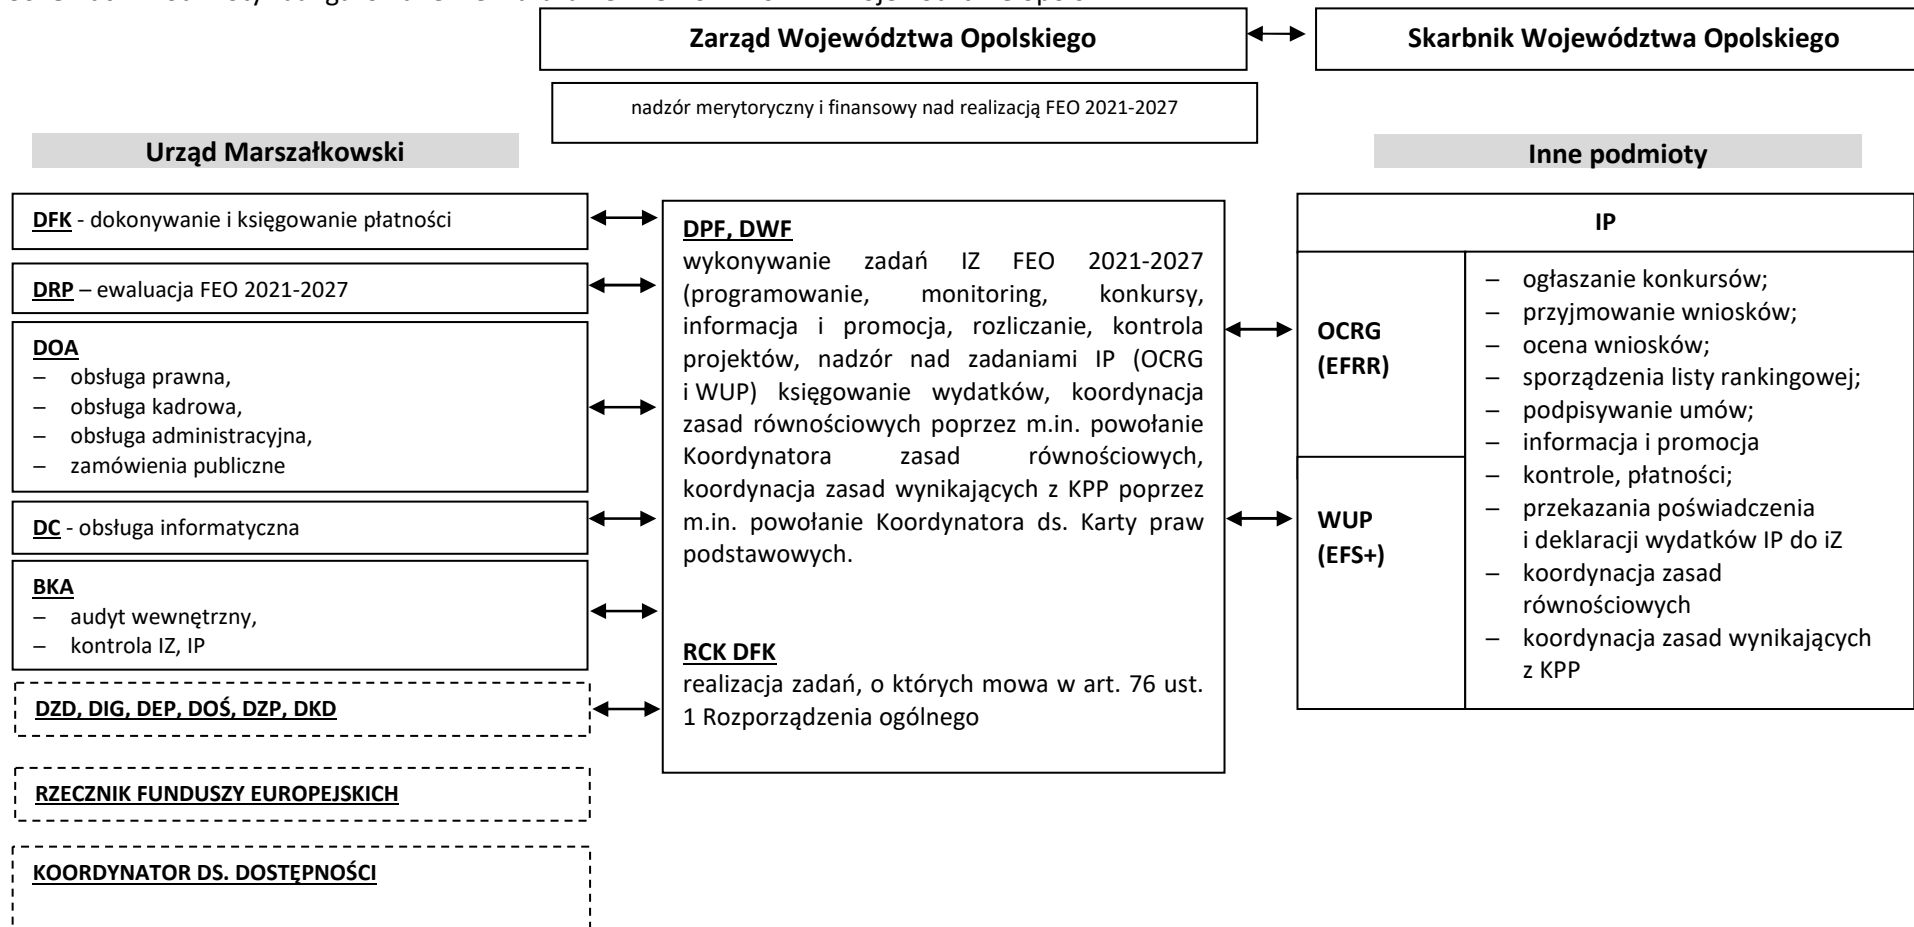 Zarząd Województwa Opolskiego
Skarbnik Województwa Opolskiego
nadzór merytoryczny i finansowy nad realizacją FEO 2021-2027
Urząd Marszałkowski
Inne podmioty
DFK - dokonywanie i księgowanie płatności
DRP – ewaluacja FEO 2021-2027
DOA
– obsługa prawna,
– obsługa kadrowa,
– obsługa administracyjna,
– zamówienia publiczne
DC - obsługa informatyczna
BKA
– audyt wewnętrzny,
– kontrola IZ, IP
DZD, DIG, DEP, DOŚ, DZP, DKD
RZECZNIK FUNDUSZY EUROPEJSKICH
KOORDYNATOR DS. DOSTĘPNOŚCI
DPF, DWF
wykonywanie zadań IZ FEO 2021-2027
(programowanie, monitoring, konkursy,
informacja i promocja, rozliczanie, kontrola
projektów, nadzór nad zadaniami IP (OCRG
i WUP) księgowanie wydatków, koordynacja
zasad równościowych poprzez m.in. powołanie
Koordynatora zasad równościowych,
koordynacja zasad wynikających z KPP poprzez
m.in. powołanie Koordynatora ds. Karty praw
podstawowych.
RCK DFK
realizacja zadań, o których mowa w art. 76 ust.
1 Rozporządzenia ogólnego
IP
OCRG
(EFRR)
WUP
(EFS+)
– ogłaszanie konkursów;
– przyjmowanie wniosków;
– ocena wniosków;
– sporządzenia listy rankingowej;
– podpisywanie umów;
– informacja i promocja
– kontrole, płatności;
– przekazania poświadczenia
i deklaracji wydatków IP do iZ
– koordynacja zasad
równościowych
– koordynacja zasad wynikających
z KPP